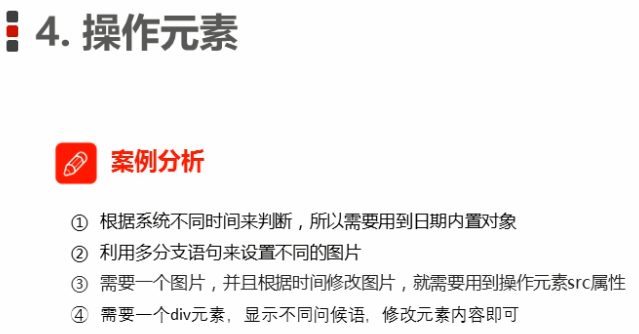 4. 操作元素
案例分析
① 根据系统不同时间来判断，所以需要用到日期内置对象
② 利用多分支语句来设置不同的图片
③ 需要一个图片，并且根据时间修改图片，就需要用到操作元素src属性
④ 需要一个div元素，显示不同问候语，修改元素内容即可